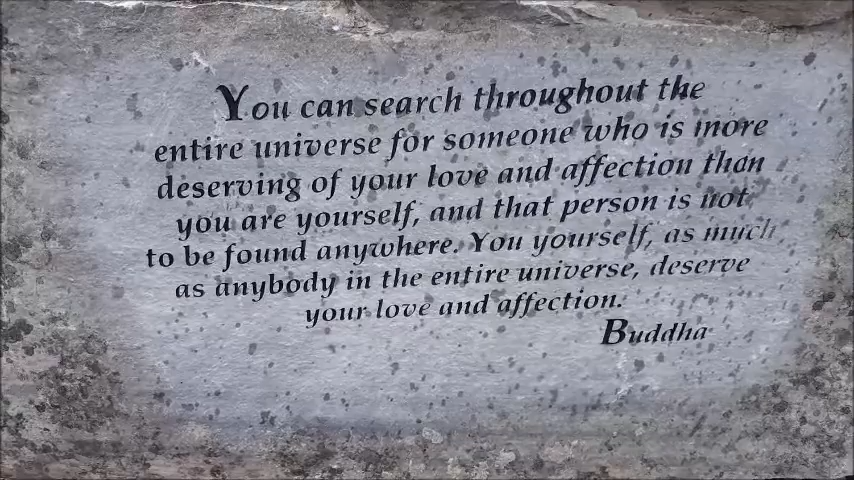 You can search throughout the
entire universe for someone who is more
deserving of your love and affection than
you are yourself, and that person is not
to be found anywhere. You yourself, as much
as anybody in the entire universe, deserve
your love and affection.
Buddha